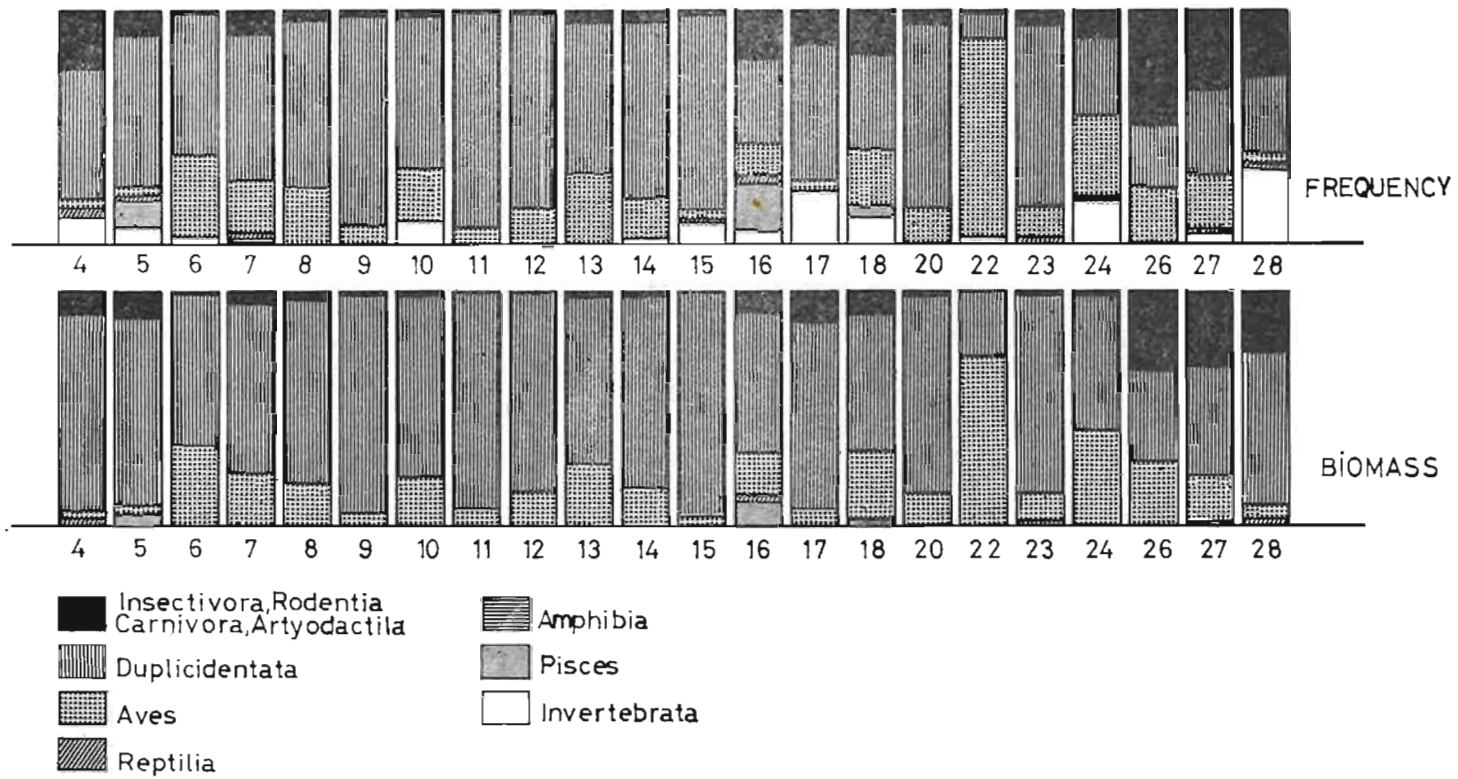 FREQUENCY
4 5 6 7 8 9 10 11 12 13 14 15 16 17 18 20 22 23 24 26 27 28
BIOMASS
4 5 6 7 8 9 10 11 12 13 14 15 16 17 18 20 22 23 24 26 27 28
Insectivora,Rodentia
Carnivora,Artyodactila
Duplicidentata
Aves
Reptilia
Amphibia
Pisces
Invertebrata